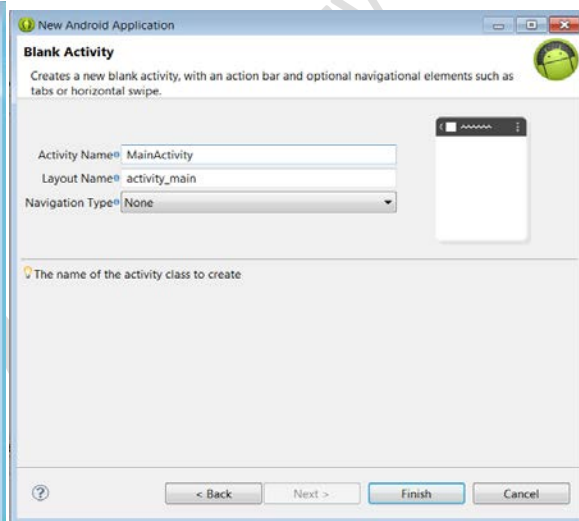 New Android Application
Blank Activity
Creates a new blank activity, with an action bar and optional navigational elements such as
tabs or horizontal swipe.
Activity Name MainActivity
Layout Name activity_main
Navigation Type None
The name of the activity class to create
< Back Next > Finish Cancel